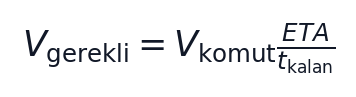 V_gerekli = V_komut ETA/t_kalan